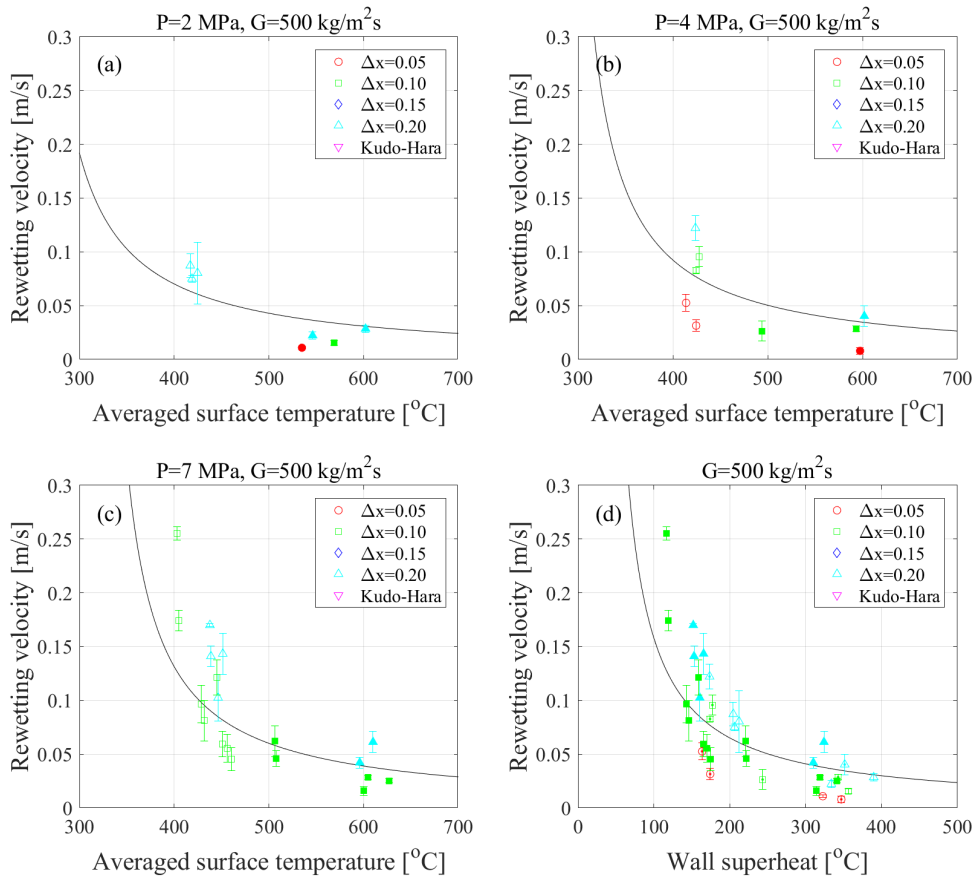 P=2 MPa, G=500 kg/m²s
(a)
Δx=0.05
Δx=0.10
Δx=0.15
Δx=0.20
Kudo-Hara
0.3
0.25
0.2
0.15
0.1
0.05
0
Rewetting velocity [m/s]
300 400 500 600 700
Averaged surface temperature [°C]
P=4 MPa, G=500 kg/m²s
(b)
Δx=0.05
Δx=0.10
Δx=0.15
Δx=0.20
Kudo-Hara
0.3
0.25
0.2
0.15
0.1
0.05
0
Rewetting velocity [m/s]
300 400 500 600 700
Averaged surface temperature [°C]
P=7 MPa, G=500 kg/m²s
(c)
Δx=0.05
Δx=0.10
Δx=0.15
Δx=0.20
Kudo-Hara
0.3
0.25
0.2
0.15
0.1
0.05
0
Rewetting velocity [m/s]
300 400 500 600 700
Averaged surface temperature [°C]
G=500 kg/m²s
(d)
Δx=0.05
Δx=0.10
Δx=0.15
Δx=0.20
Kudo-Hara
0.3
0.25
0.2
0.15
0.1
0.05
0
Rewetting velocity [m/s]
0 100 200 300 400 500
Wall superheat [°C]